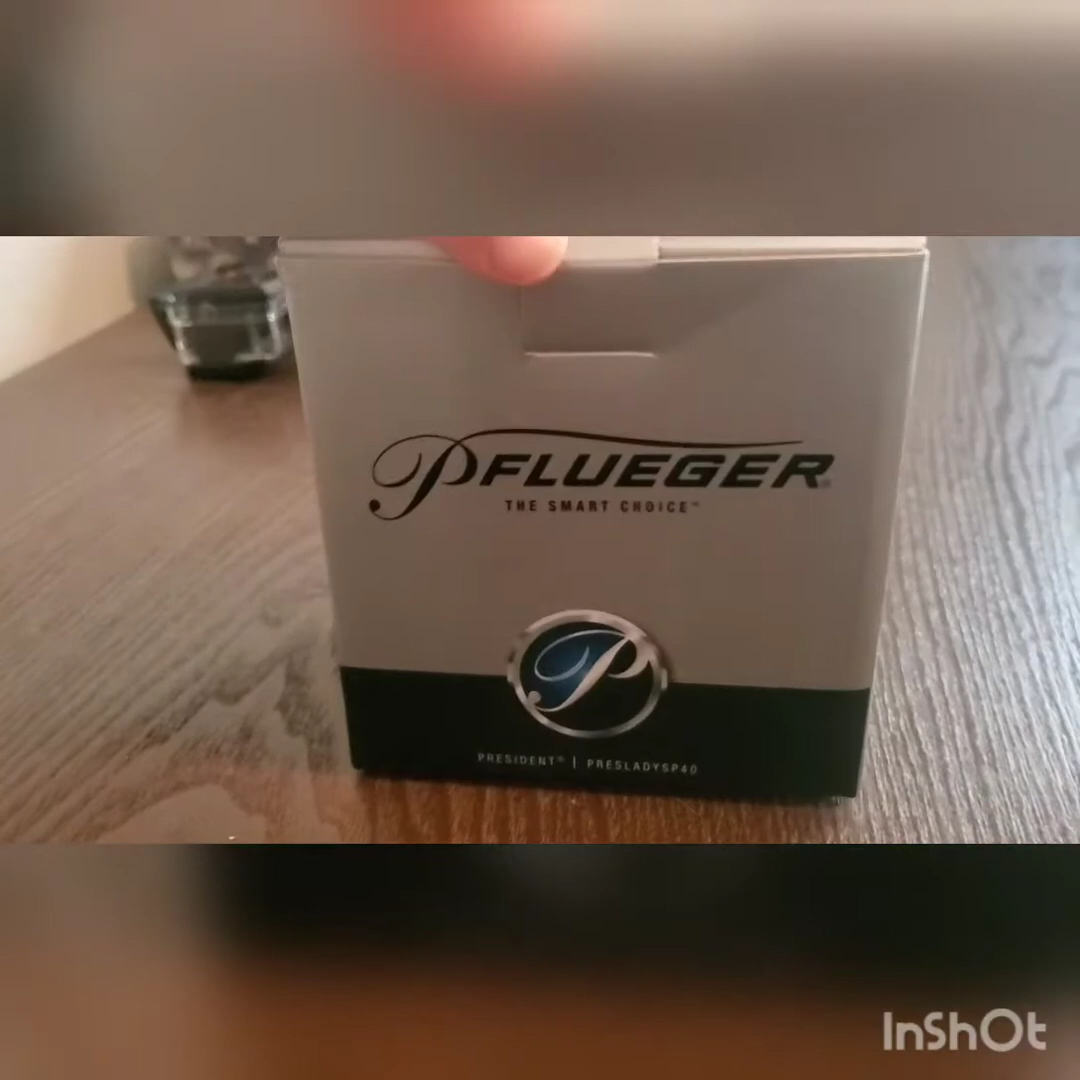 PFLUEGER®
THE SMART CHOICE™
P
PRESIDENT® | PRESLADYSP40
InShOt